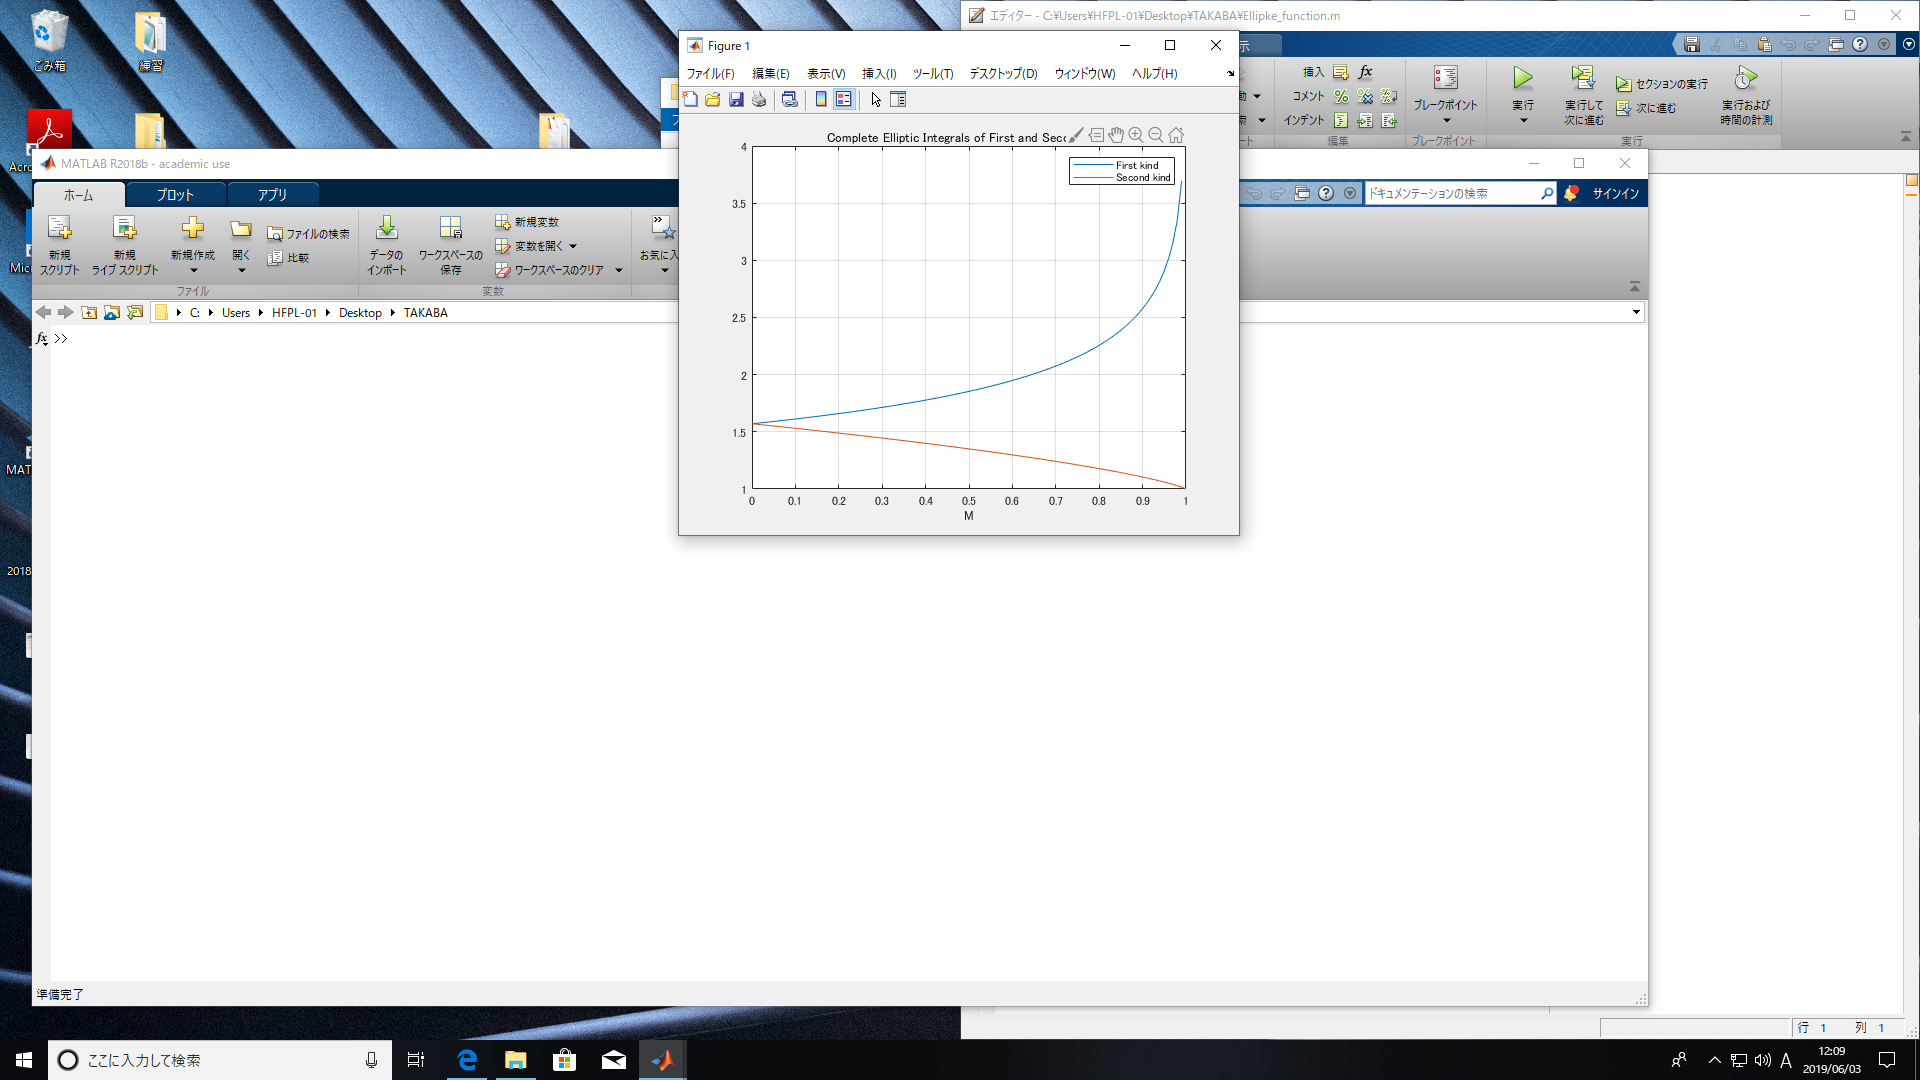 ごみ箱
練習
エディター - C:¥Users¥HFPL-01¥Desktop¥TAKABA¥Ellipke_function.m
Figure 1
ファイル(F) 編集(E) 表示(V) 挿入(I) ツール(T) デスクトップ(D) ウィンドウ(W) ヘルプ(H)
挿入
コメント
インデント
編集
ブレークポイント
ブレークポイント
実行
実行して
次に進む
セクションの実行
次に進む
実行および
時間の計測
実行
Complete Elliptic Integrals of First and
First kind
Second kind
4
3.5
3
2.5
2
1.5
1
0 0.1 0.2 0.3 0.4 0.5 0.6 0.7 0.8 0.9 1
M
MATLAB R2018b - academic use
ホーム プロット アプリ
ドキュメンテーションの検索
サインイン
新規
スクリプト
新規
ライブ スクリプト
新規作成
開く
ファイルの検索
比較
ファイル
データの
インポート
ワークスペースの
保存
新規変数
変数を開く
ワークスペースのクリア
変数
お気に入
C: Users HFPL-01 Desktop TAKABA
fx >>
MAT
2018
準備完了
行 1 列 1
ここに入力して検索
A
12:09
2019/06/03